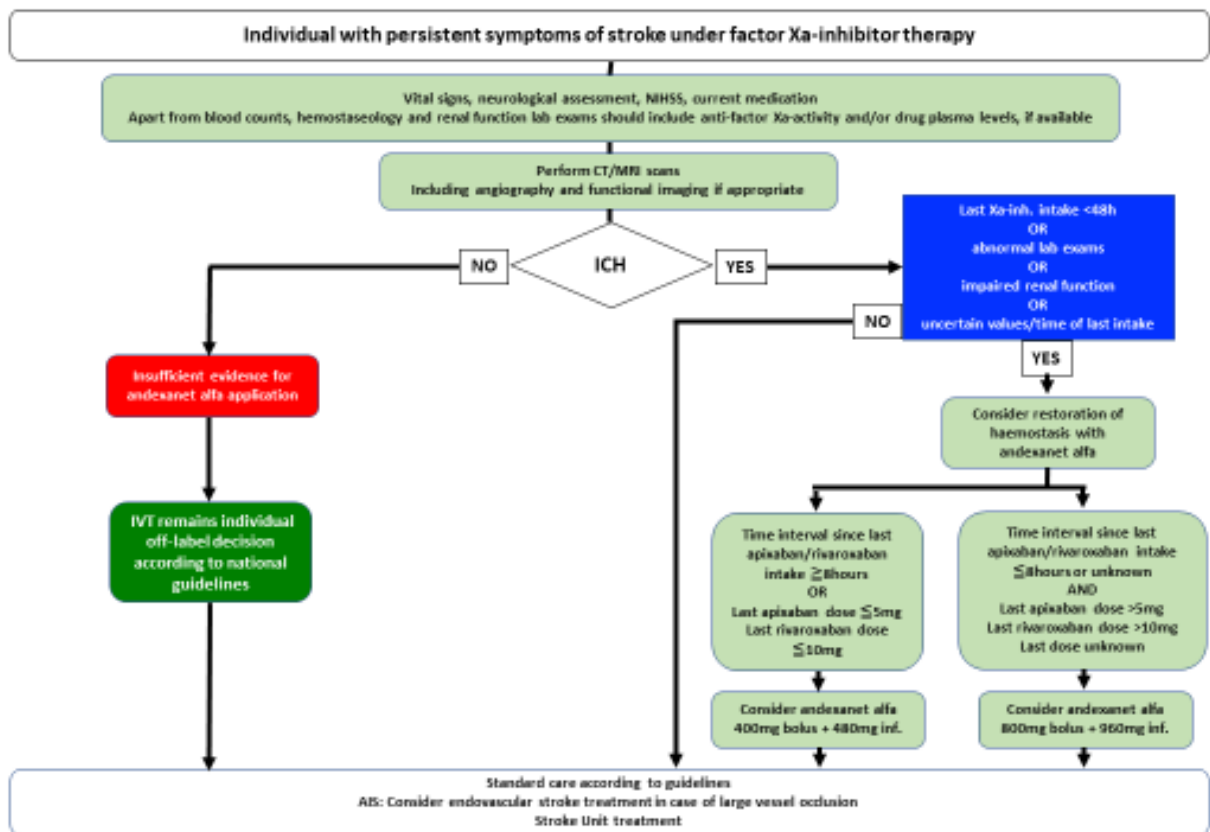 Individual with persistent symptoms of stroke under factor Xa-inhibitor therapy
Vital signs, neurological assessment, NIHSS, current medication
Apart from blood counts, hemostaseology and renal function lab exams should include anti-factor Xa-activity and/or drug plasma levels, if available
Perform CT/MRI scans
Including angiography and functional imaging if appropriate
ICH
NO
YES
Last Xa-inh. intake <48h
OR
abnormal lab exams
OR
impaired renal function
OR
uncertain values/time of last intake
NO
YES
Insufficient evidence for
andexanet alfa application
IVT remains individual
off-label decision
according to national
guidelines
Consider restoration of
haemostasis with
andexanet alfa
Time interval since last
apixaban/rivaroxaban
intake ≧8hours
OR
Last apixaban dose ≦5mg
Last rivaroxaban dose
≦10mg
Time interval since last
apixaban/rivaroxaban intake
≦8hours or unknown
AND
Last apixaban dose >5mg
Last rivaroxaban dose >10mg
Last dose unknown
Consider andexanet alfa
400mg bolus + 480mg inf.
Consider andexanet alfa
800mg bolus + 960mg inf.
Standard care according to guidelines
AIS: Consider endovascular stroke treatment in case of large vessel occlusion
Stroke Unit treatment